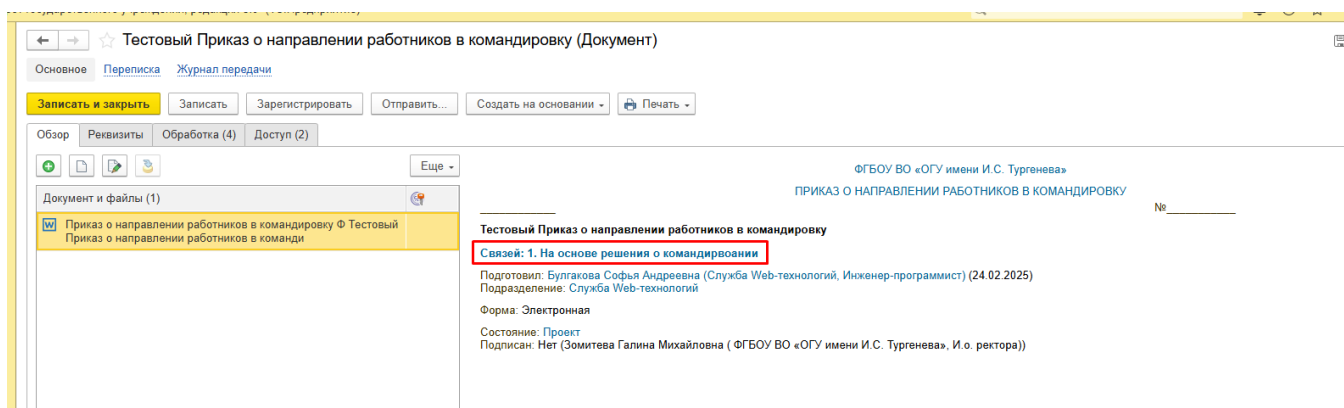 Тестовый Приказ о направлении работников в командировку (Документ)
Основное Переписка Журнал передачи
Записать и закрыть Записать Зарегистрировать Отправить... Создать на основании Печать
Обзор Реквизиты Обработка (4) Доступ (2)
Еще
Документ и файлы (1)
Приказ о направлении работников в командировку Ф Тестовый
Приказ о направлении работников в команди
ФГБОУ ВО «ОГУ имени И.С. Тургенева»
ПРИКАЗ О НАПРАВЛЕНИИ РАБОТНИКОВ В КОМАНДИРОВКУ
____________ №___________
Тестовый Приказ о направлении работников в командировку
Связей: 1. На основе решения о командирвоании
Подготовил: Булгакова Софья Андреевна (Служба Web-технологий, Инженер-программист) (24.02.2025)
Подразделение: Служба Web-технологий
Форма: Электронная
Состояние: Проект
Подписан: Нет (Зомитева Галина Михайловна ( ФГБОУ ВО «ОГУ имени И.С. Тургенева», И.о. ректора))